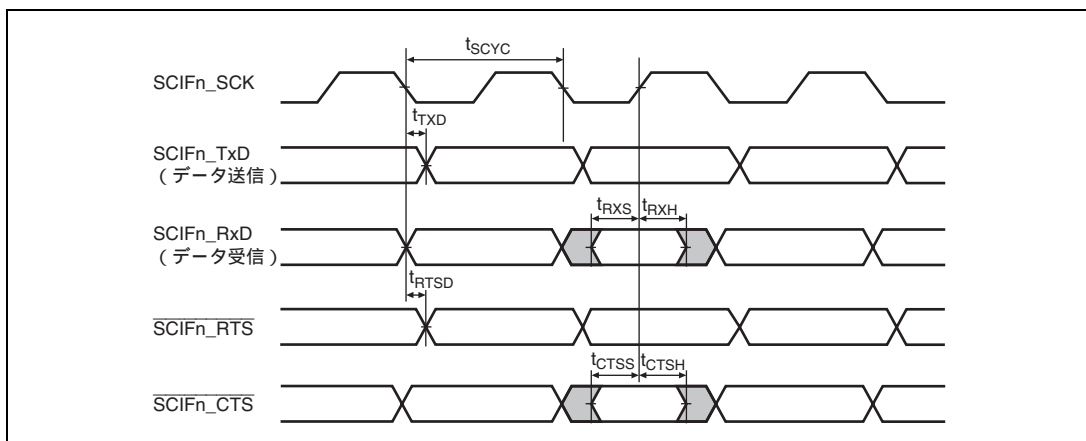 tSCYC
SCIFn_SCK
tTXD
SCIFn_TxD
（データ送信）
tRXS tRXH
SCIFn_RxD
（データ受信）
tRTSD
SCIFn_RTS
tCTSS tCTSH
SCIFn_CTS